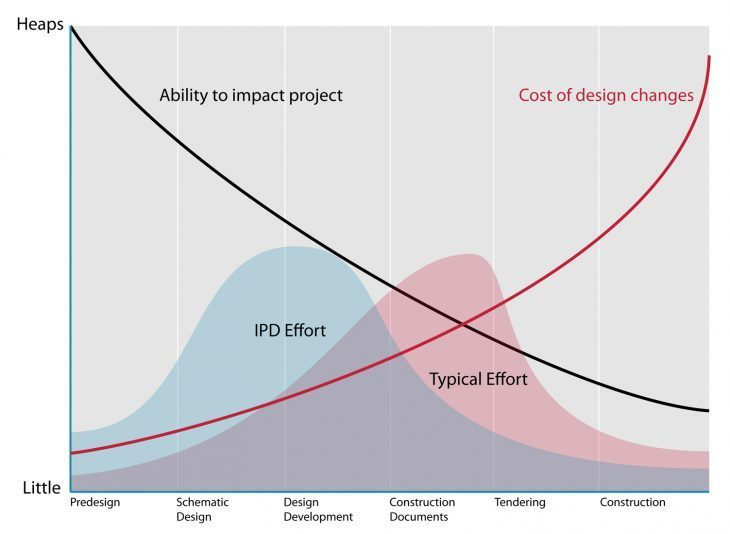 Heaps
Ability to impact project
Cost of design changes
IPD Effort
Typical Effort
Little
Predesign
Schematic
Design
Design
Development
Construction
Documents
Tendering
Construction